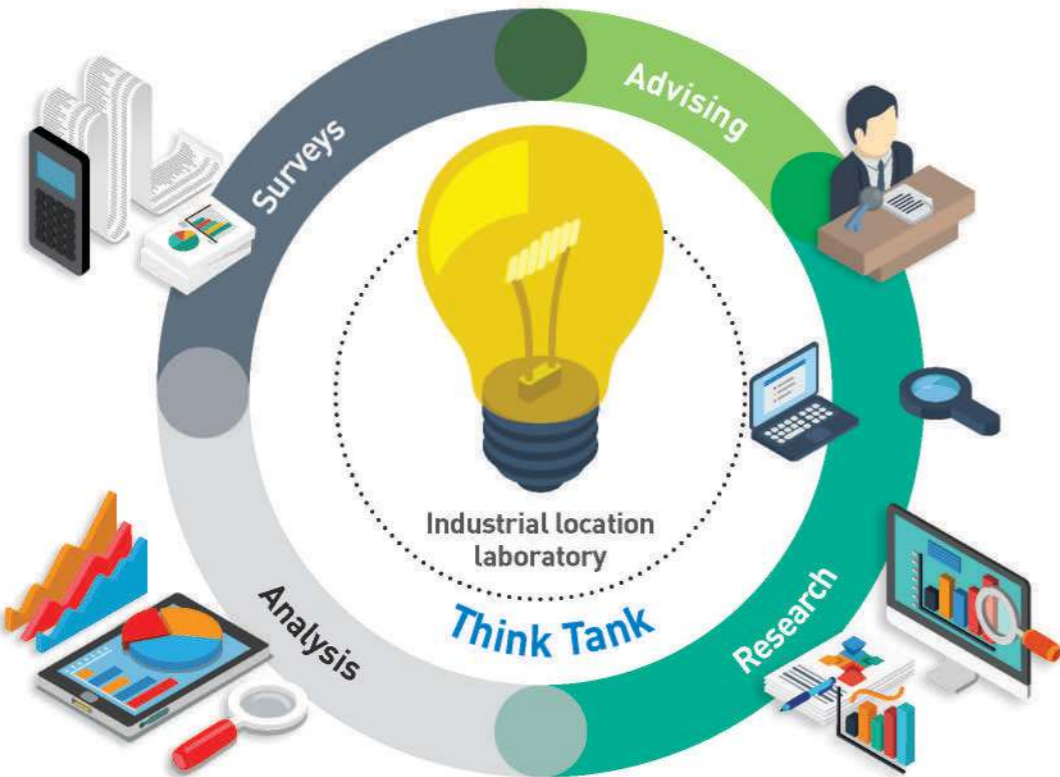 Surveys
Advising
Industrial location
laboratory
Think Tank
Analysis
Research